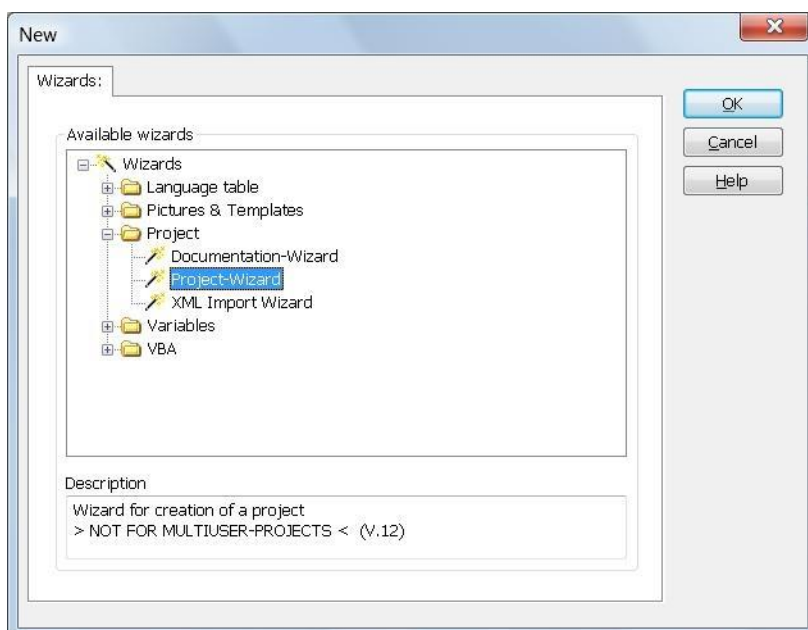 New
Wizards:
OK
Available wizards
Cancel
Wizards
Language table
Help
Pictures & Templates
Project
Documentation-Wizard
Project-Wizard
XML Import Wizard
Variables
VBA
Description
Wizard for creation of a project
> NOT FOR MULTIUSER-PROJECTS < (V.12)